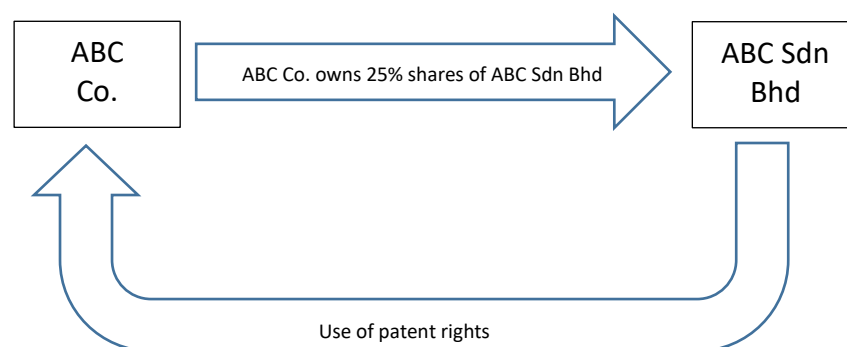 ABC
Co.
ABC Co. owns 25% shares of ABC Sdn Bhd
ABC Sdn
Bhd
Use of patent rights